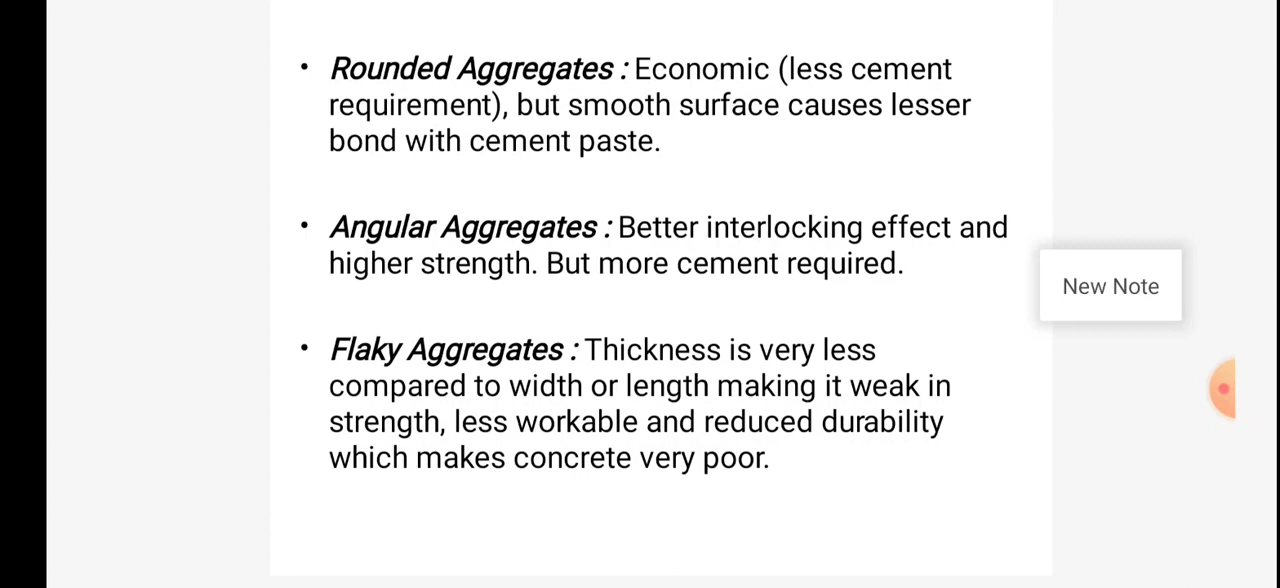 • Rounded Aggregates : Economic (less cement
requirement), but smooth surface causes lesser
bond with cement paste.
• Angular Aggregates : Better interlocking effect and
higher strength. But more cement required.
New Note
• Flaky Aggregates : Thickness is very less
compared to width or length making it weak in
strength, less workable and reduced durability
which makes concrete very poor.